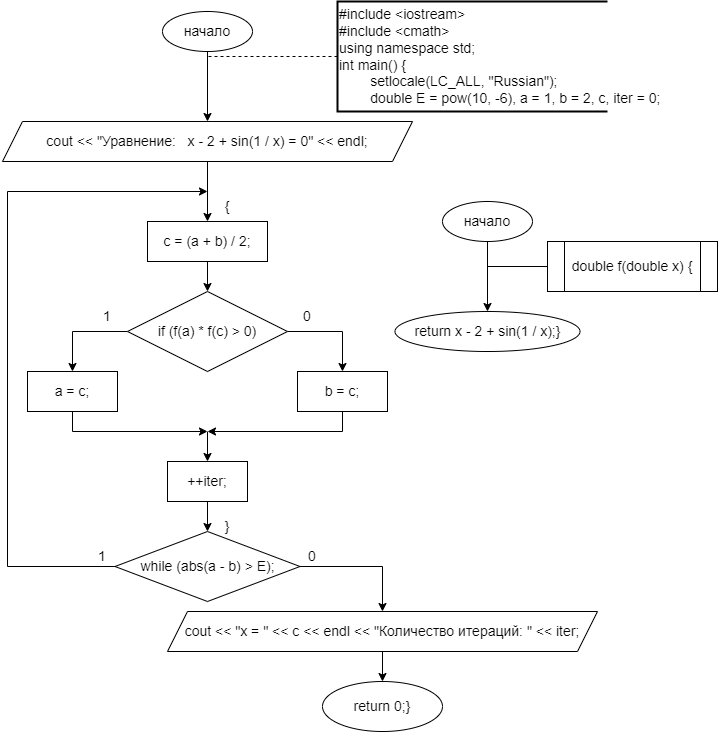 начало
#include <iostream>
#include <cmath>
using namespace std;
int main() {
setlocale(LC_ALL, "Russian");
double E = pow(10, -6), a = 1, b = 2, c, iter = 0;
cout << "Уравнение:   x - 2 + sin(1 / x) = 0" << endl;
{
c = (a + b) / 2;
if (f(a) * f(c) > 0)
1
0
a = c;
b = c;
++iter;
}
while (abs(a - b) > E);
1
0
cout << "x = " << c << endl << "Количество итераций: " << iter;
return 0;}
начало
double f(double x) {
return x - 2 + sin(1 / x);}